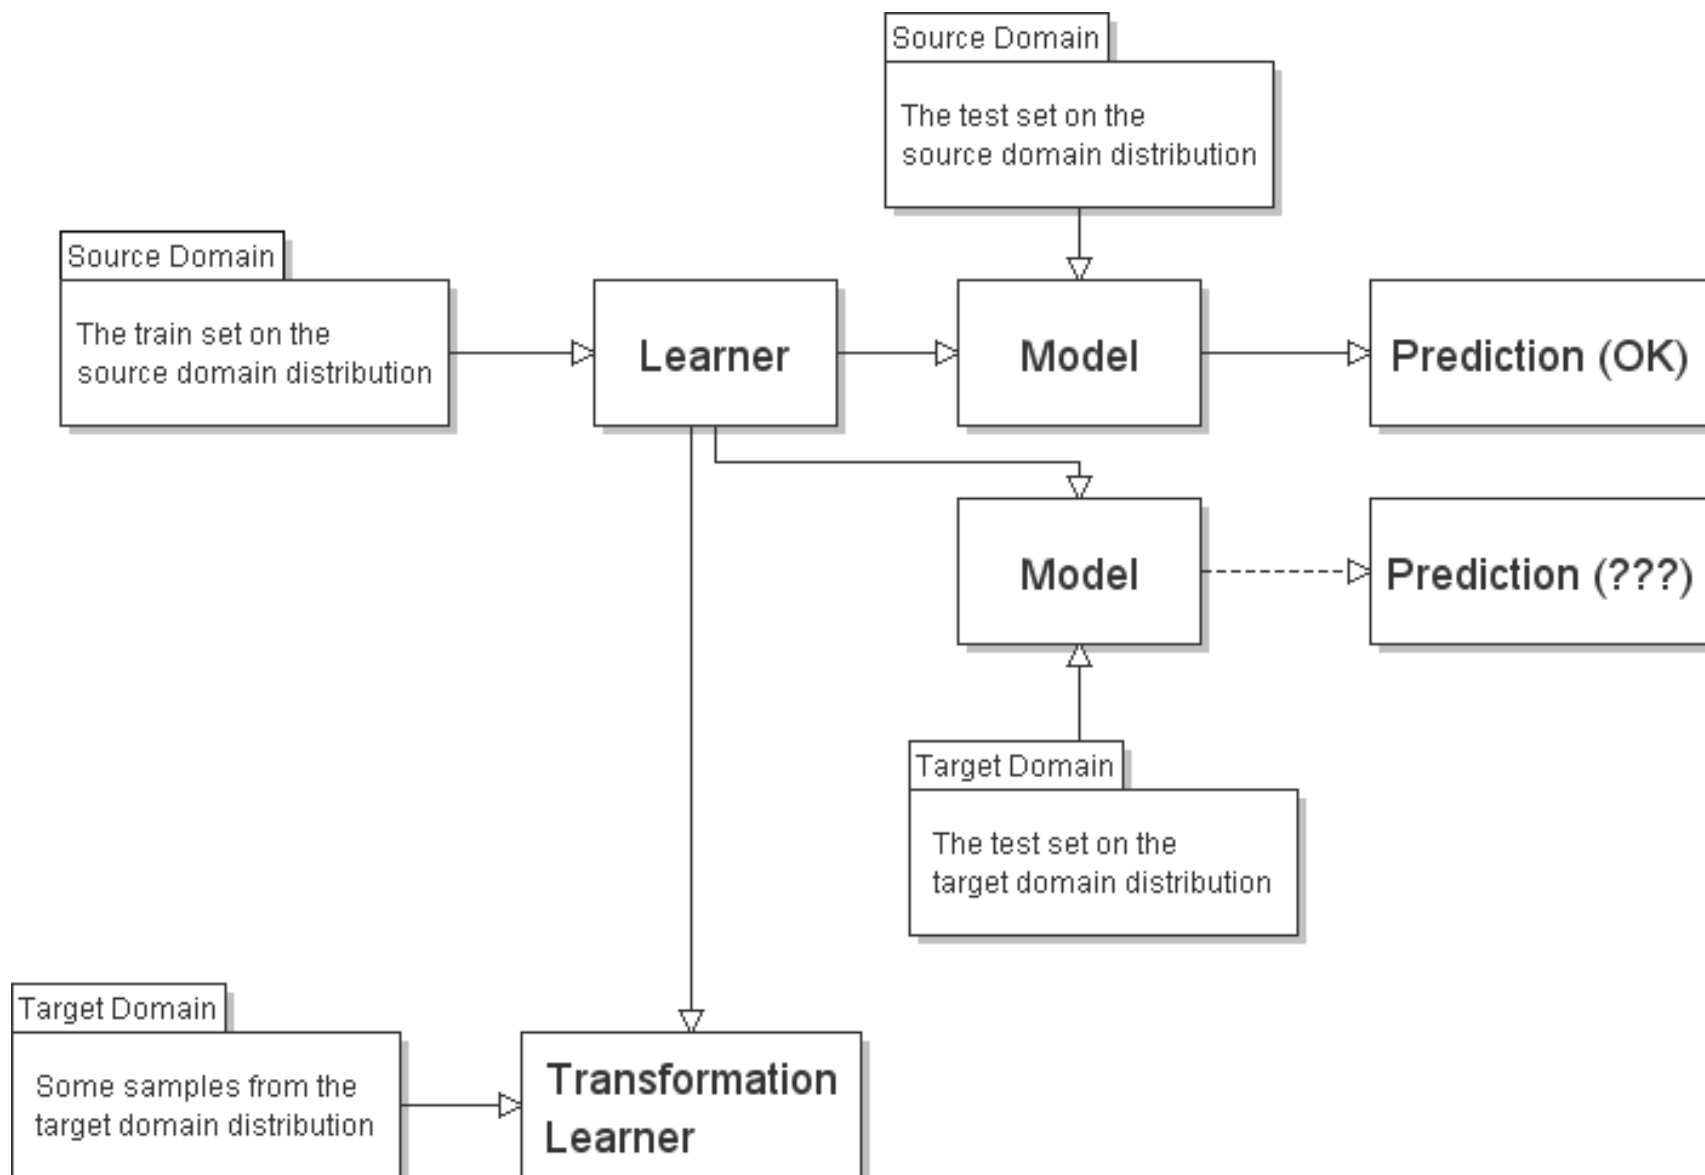 Source Domain
The test set on the
source domain distribution
Source Domain
The train set on the
source domain distribution
Learner
Model
Prediction (OK)
Model
Prediction (???)
Target Domain
The test set on the
target domain distribution
Target Domain
Some samples from the
target domain distribution
Transformation
Learner